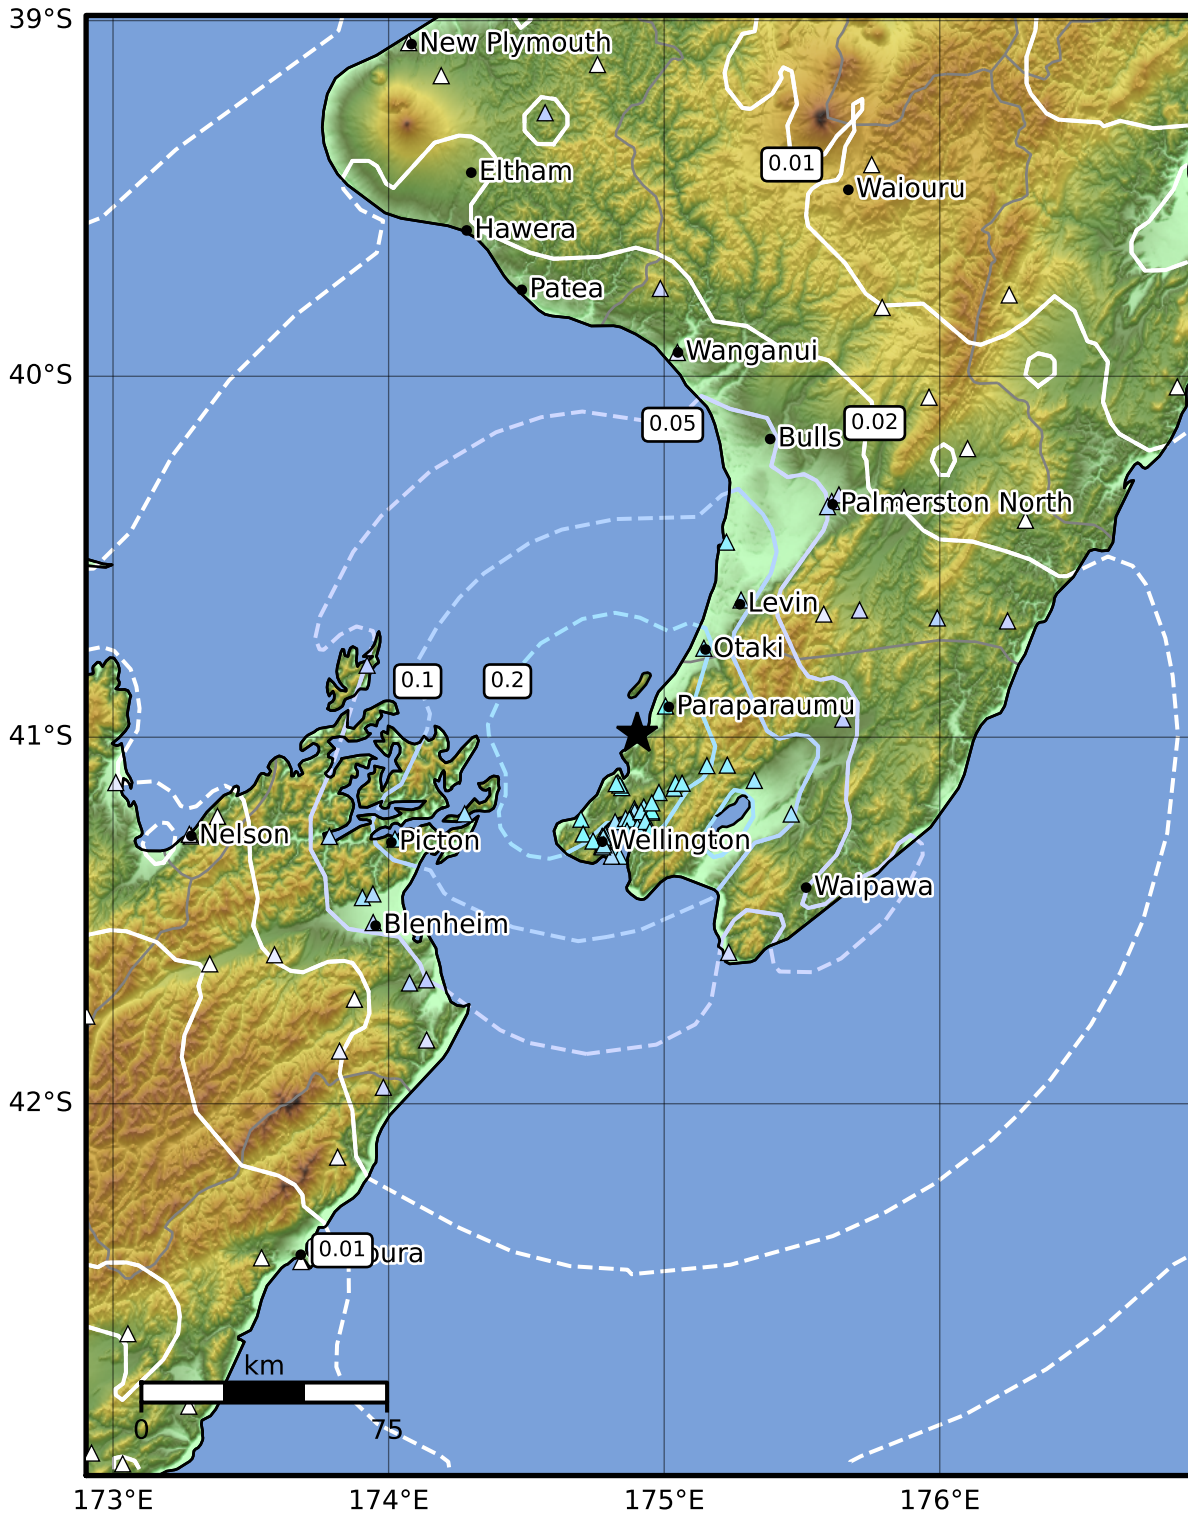 39°S
New Plymouth
0.01
Eltham
Waiouru
Hawera
Patea
Wanganui
40°S
0.05
0.02
Bulls
Palmerston North
Levin
Otaki
0.1
0.2
Paraparaumu
41°S
Nelson
Picton
Wellington
Waipawa
Blenheim
42°S
0.01
oura
km
0
75
173°E
174°E
175°E
176°E